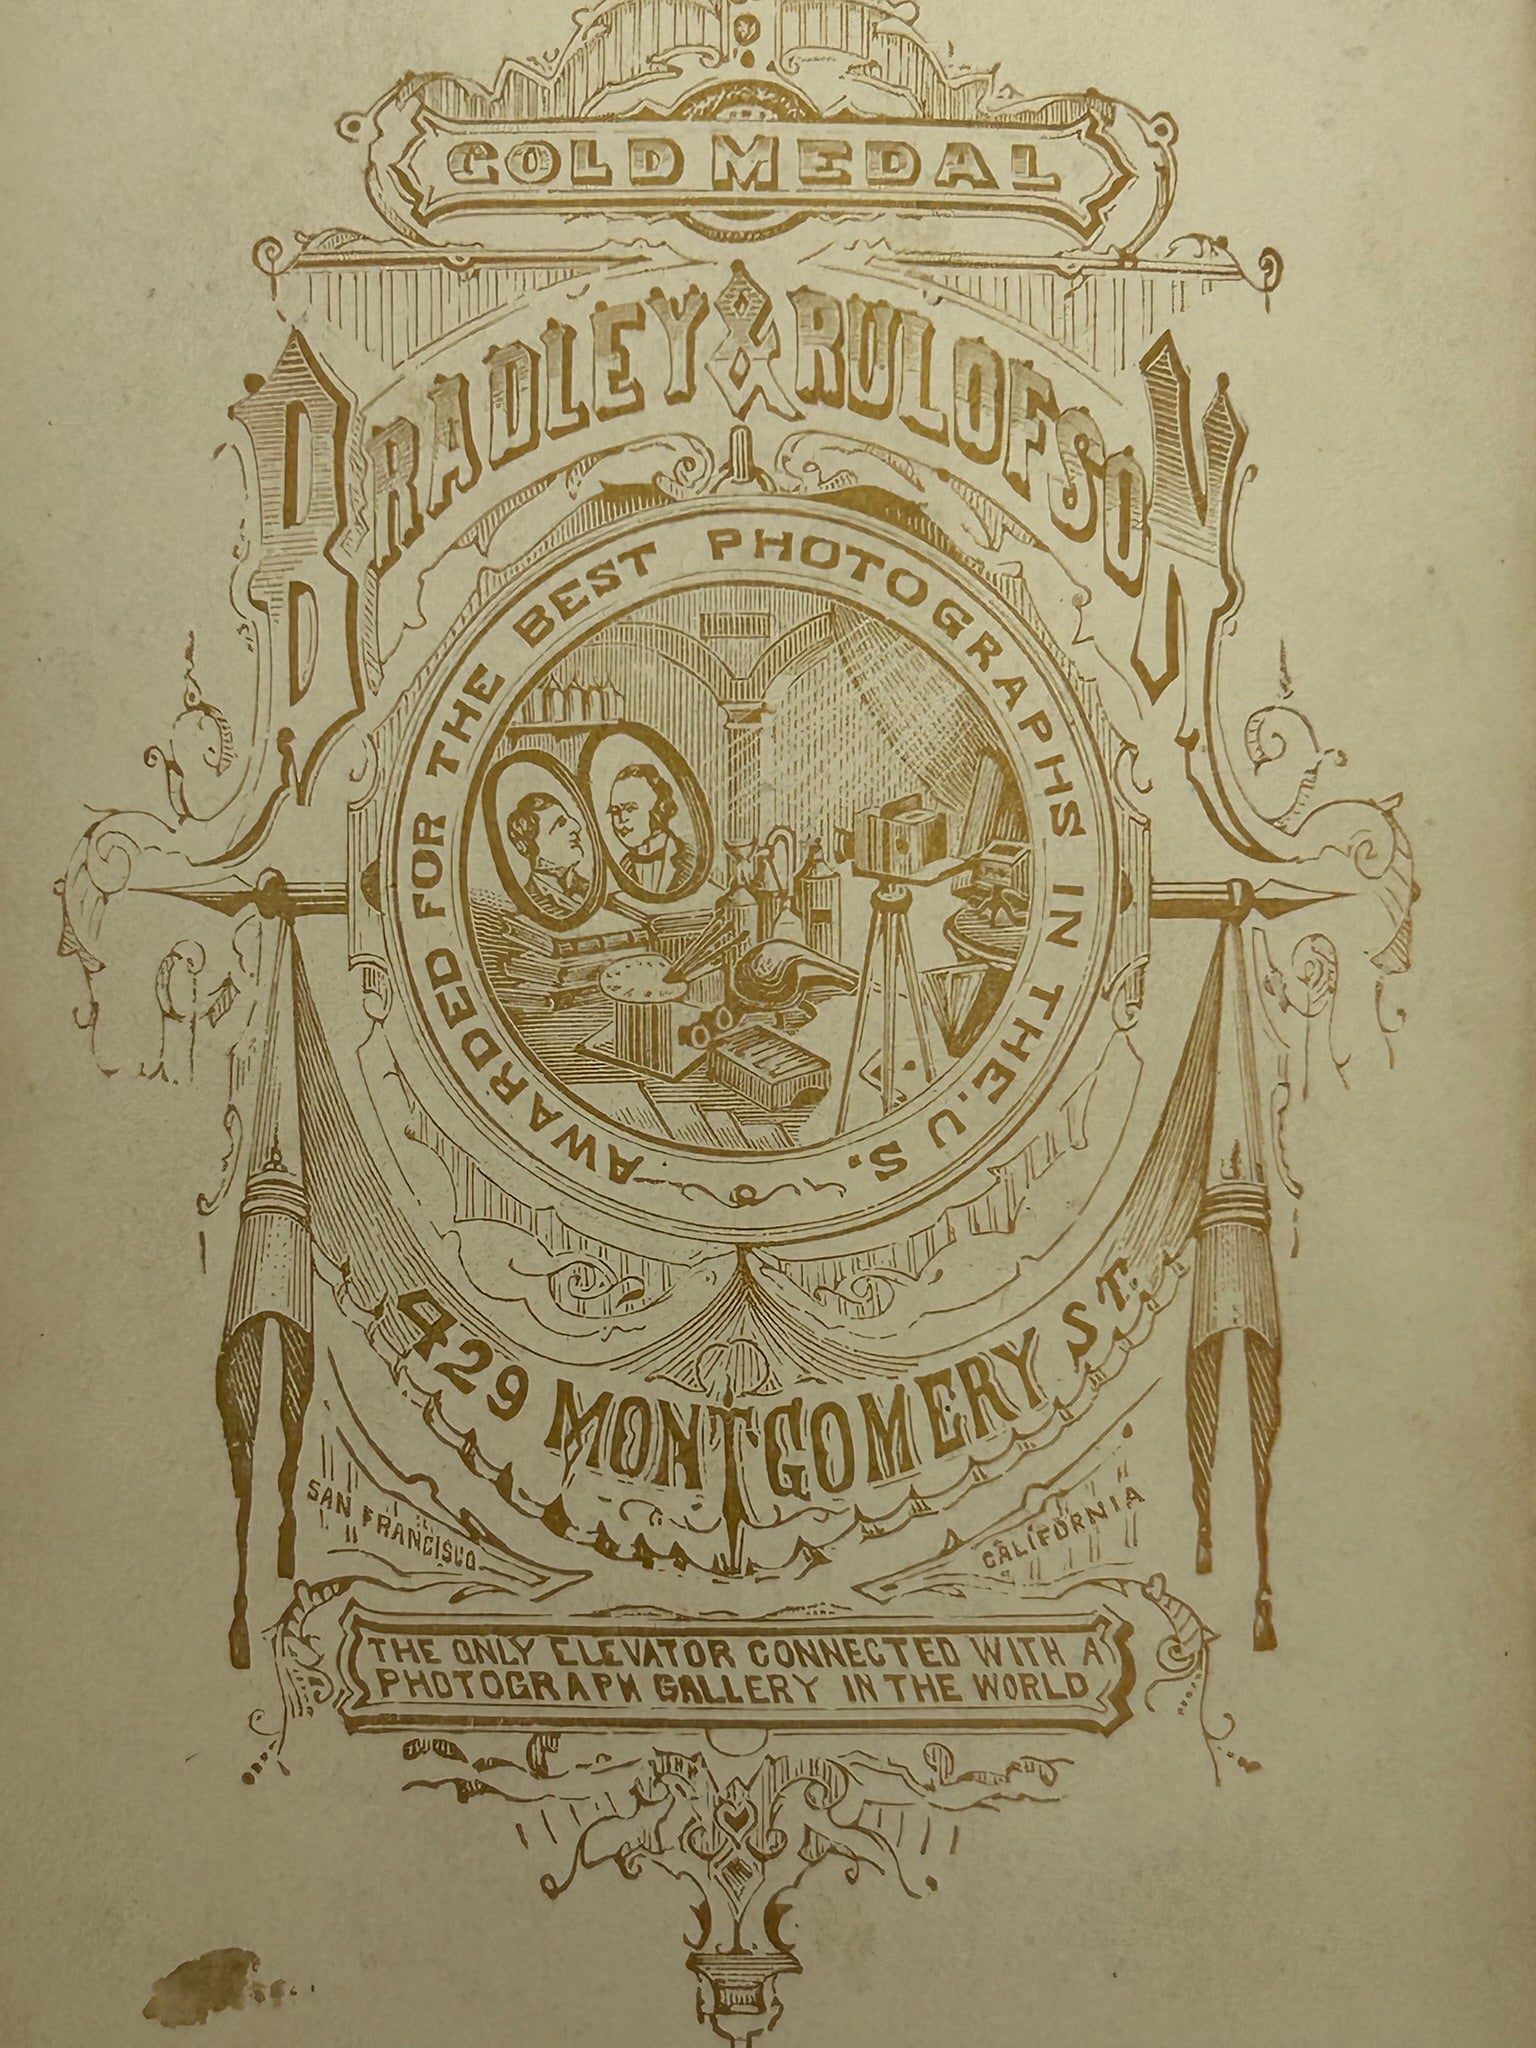 GOLD MEDAL
BRADLEY & RULOFSON
AWARDED FOR THE BEST PHOTOGRAPHS IN THE U.S.
429 MONTGOMERY ST.
SAN FRANCISCO
CALIFORNIA
THE ONLY ELEVATOR CONNECTED WITH A
PHOTOGRAPH GALLERY IN THE WORLD